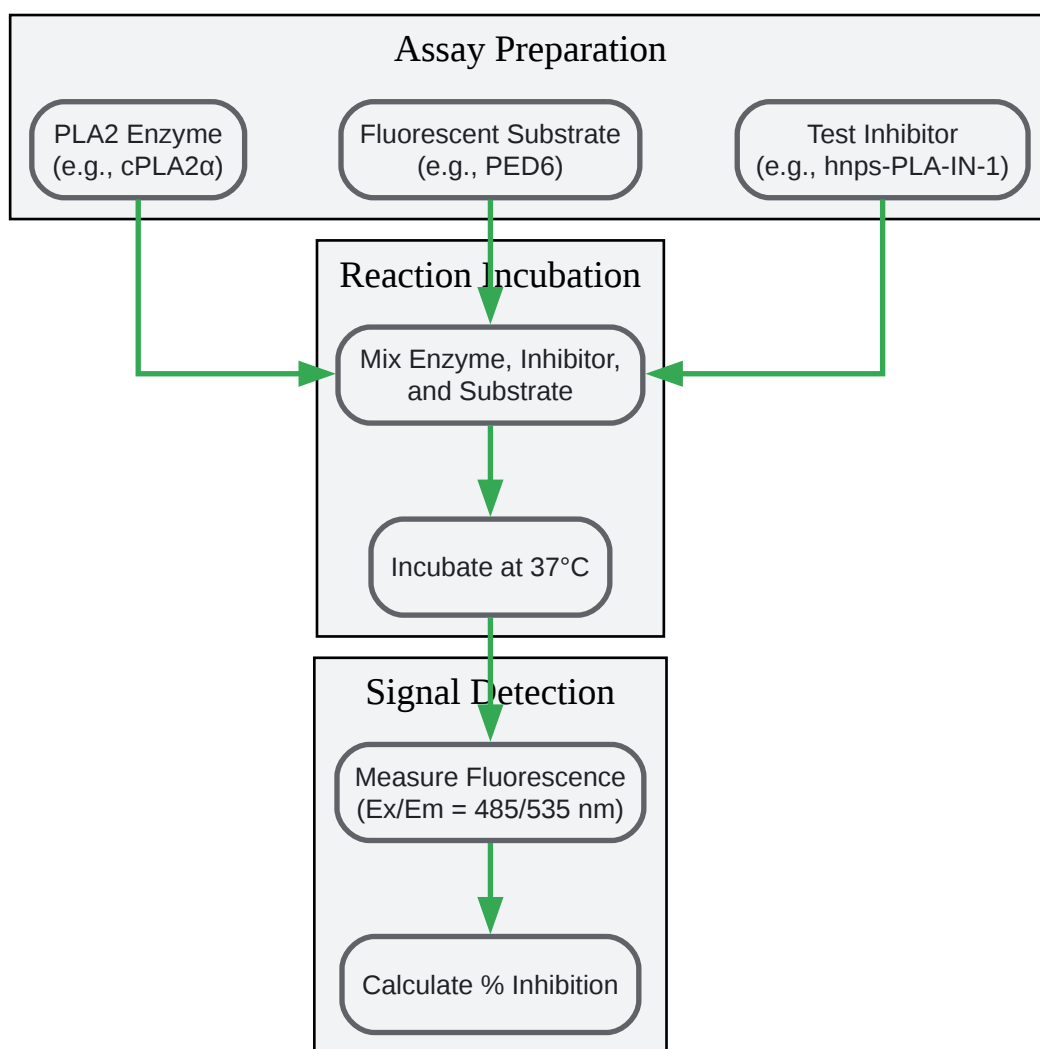 Assay Preparation
PLA2 Enzyme
(e.g., cPLA2α)
Fluorescent Substrate
(e.g., PED6)
Test Inhibitor
(e.g., hnps-PLA-IN-1)
Reaction Incubation
Mix Enzyme, Inhibitor,
and Substrate
Incubate at 37°C
Signal Detection
Measure Fluorescence
(Ex/Em = 485/535 nm)
Calculate % Inhibition